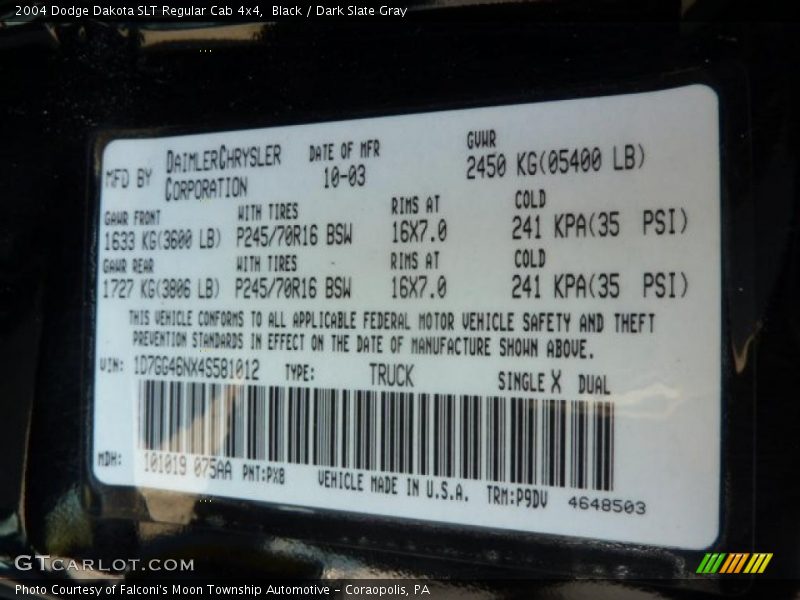 2004 Dodge Dakota SLT Regular Cab 4x4,  Black / Dark Slate Gray
MFD BY DAIMLERCHRYSLER CORPORATION DATE OF MFR 10-03 GVWR 2450 KG(05400 LB)
GAWR FRONT WITH TIRES RIMS AT COLD
1633 KG(3600 LB) P245/70R16 BSW 16X7.0 241 KPA(35 PSI)
GAWR REAR WITH TIRES RIMS AT COLD
1727 KG(3806 LB) P245/70R16 BSW 16X7.0 241 KPA(35 PSI)
THIS VEHICLE CONFORMS TO ALL APPLICABLE FEDERAL MOTOR VEHICLE SAFETY AND THEFT
PREVENTION STANDARDS IN EFFECT ON THE DATE OF MANUFACTURE SHOWN ABOVE.
VIN: 1D7GG46NX4S581012 TYPE: TRUCK SINGLE X DUAL
MDH: 101019 075AA PNT:PX8 VEHICLE MADE IN U.S.A. TRM:P9DV 4648503
GTCARLOT.COM
Photo Courtesy of Falconi's Moon Township Automotive - Coraopolis, PA